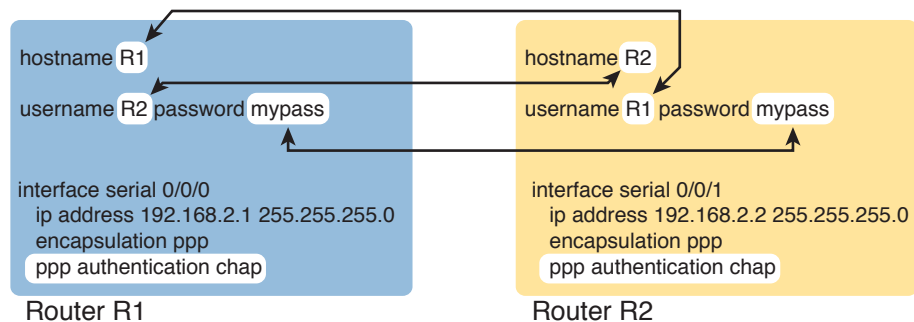 hostname R1
username R2 password mypass
interface serial 0/0/0
ip address 192.168.2.1 255.255.255.0
encapsulation ppp
ppp authentication chap
Router R1
hostname R2
username R1 password mypass
interface serial 0/0/1
ip address 192.168.2.2 255.255.255.0
encapsulation ppp
ppp authentication chap
Router R2